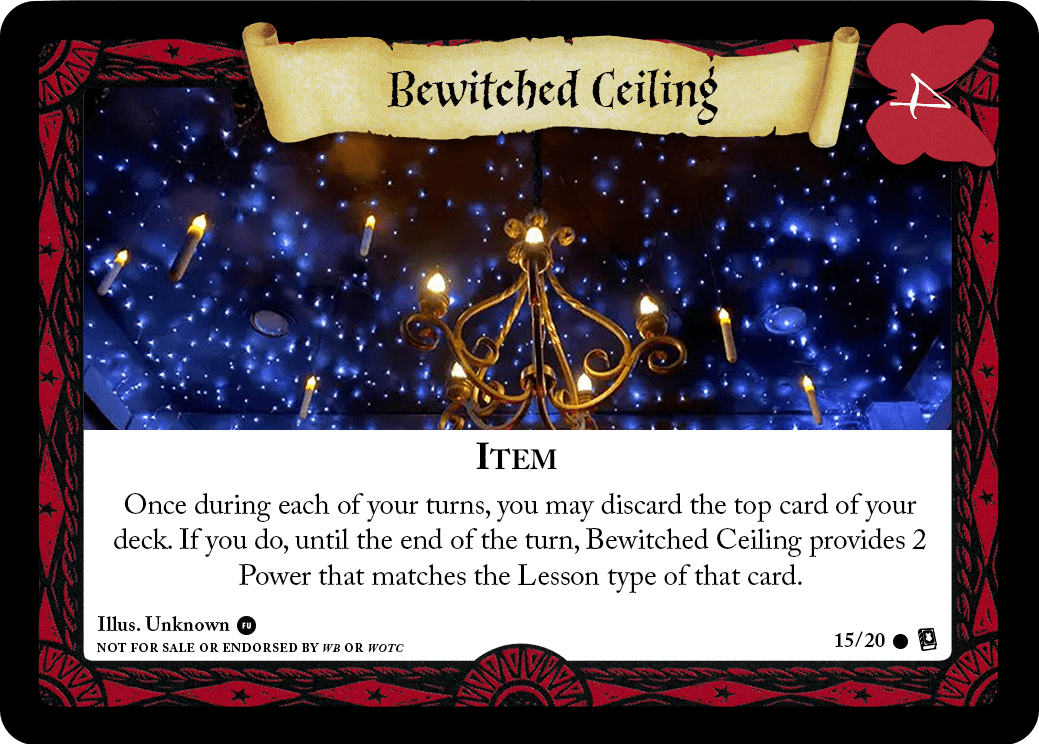 Bewitched Ceiling
4
ITEM
Once during each of your turns, you may discard the top card of your
deck. If you do, until the end of the turn, Bewitched Ceiling provides 2
Power that matches the Lesson type of that card.
Illus. Unknown FU
NOT FOR SALE OR ENDORSED BY WB OR WOTC
15/20